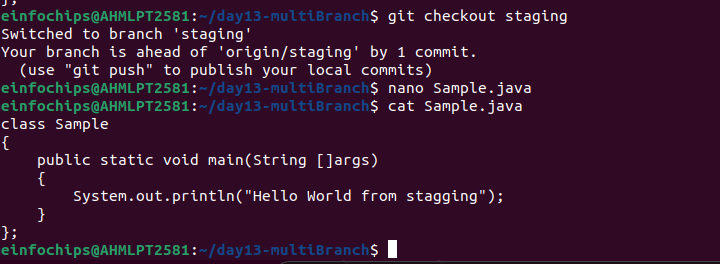 };
einfochips@AHMLPT2581:~/day13-multiBranch$ git checkout staging
Switched to branch 'staging'
Your branch is ahead of 'origin/staging' by 1 commit.
  (use "git push" to publish your local commits)
einfochips@AHMLPT2581:~/day13-multiBranch$ nano Sample.java
einfochips@AHMLPT2581:~/day13-multiBranch$ cat Sample.java
class Sample
{
    public static void main(String []args)
    {
        System.out.println("Hello World from stagging");
    }
};
einfochips@AHMLPT2581:~/day13-multiBranch$